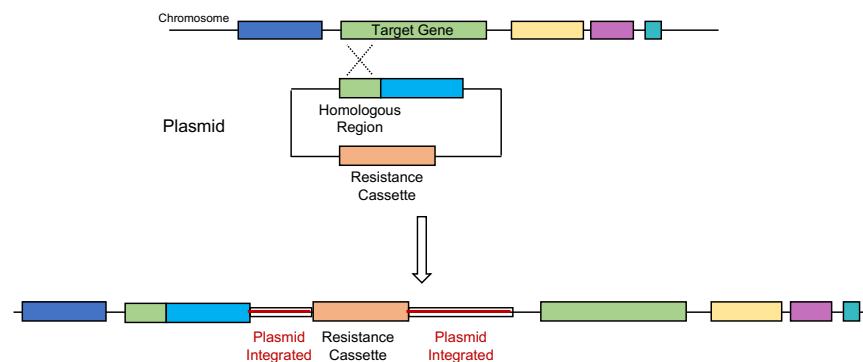 Chromosome
Target Gene
Homologous
Region
Plasmid
Resistance
Cassette
Plasmid
Integrated
Resistance
Cassette
Plasmid
Integrated